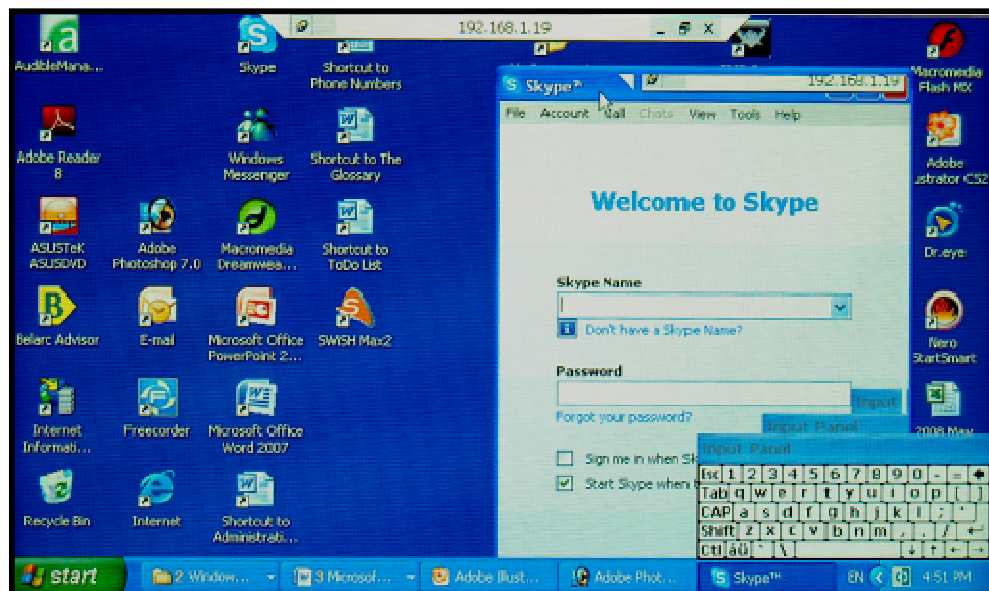 192.168.1.19
AudibleMana...
Skype
Shortcut to
Phone Numbers
Macromedia
Flash MX
Adobe Reader
8
Windows
Messenger
Shortcut to The
Glossary
Adobe
ustrator CS2
ASUSTeK
ASUSDVD
Adobe
Photoshop 7.0
Macromedia
Dreamwea...
Shortcut to
ToDo List
Dr.eye
Belarc Advisor
E-mail
Microsoft Office
PowerPoint 2...
SWiSH Max2
Nero
StartSmart
Internet
Informati...
Freecorder
Microsoft Office
Word 2007
2008 May
Recycle Bin
Internet
Shortcut to
Administrati...
Skype™
192.168.1.19
File Account Call Chats View Tools Help
Welcome to Skype
Skype Name
Don't have a Skype Name?
Password
Forgot your password?
Sign me in when Sk
Start Skype when
Input
Input Panel
Input Panel
Esc 1 2 3 4 5 6 7 8 9 0 - =
Tab q w e r t y u i o p [ ]
CAP a s d f g h j k l ; '
Shift z x c v b n m , . /
Ctl áü ` \
start
2 Window...
3 Microsof...
Adobe Illust...
Adobe Phot...
Skype™
EN
4:51 PM